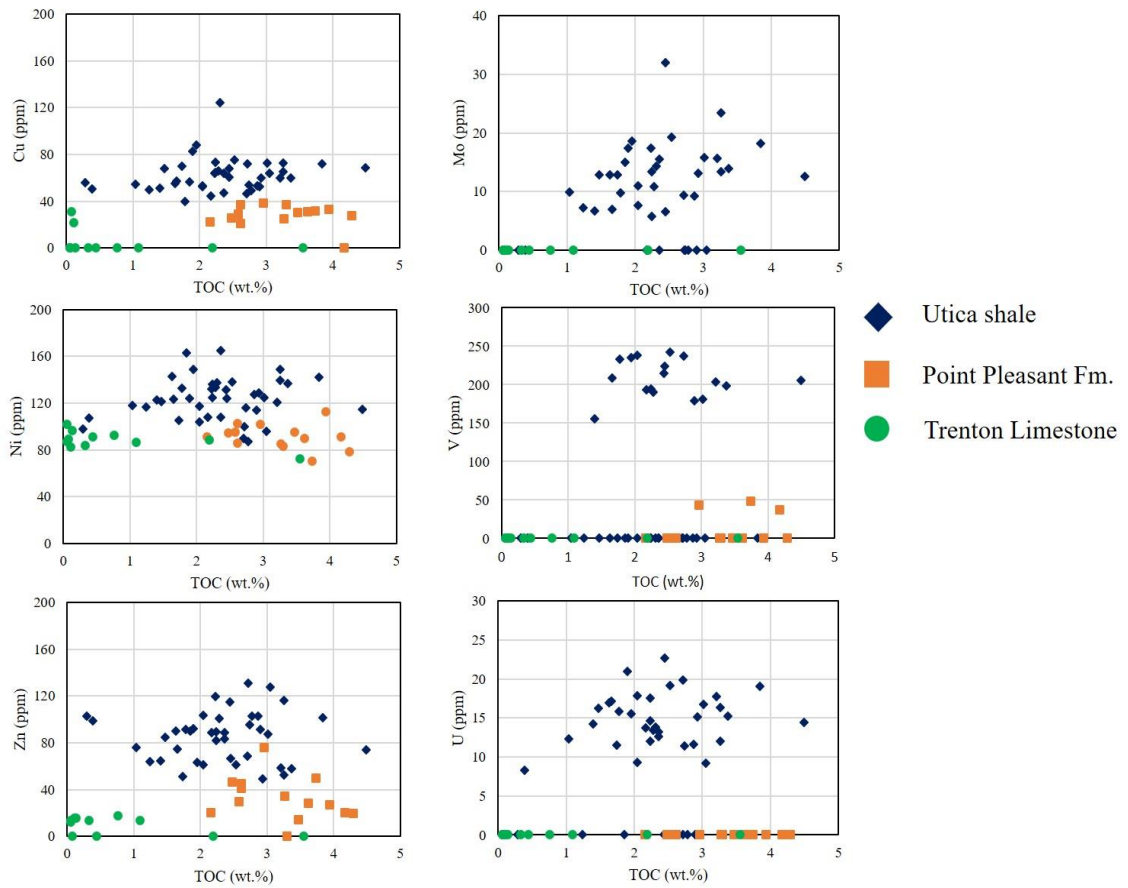 200
160
120
80
40
0
Cu (ppm)
0 1 2 3 4 5
TOC (wt.%)
40
30
20
10
0
Mo (ppm)
0 1 2 3 4 5
TOC (wt.%)
200
160
120
80
40
0
Ni (ppm)
0 1 2 3 4 5
TOC (wt.%)
300
250
200
150
100
50
0
V (ppm)
0 1 2 3 4 5
TOC (wt.%)
Utica shale
Point Pleasant Fm.
Trenton Limestone
200
160
120
80
40
0
Zn (ppm)
0 1 2 3 4 5
TOC (wt.%)
30
25
20
15
10
5
0
U (ppm)
0 1 2 3 4 5
TOC (wt.%)